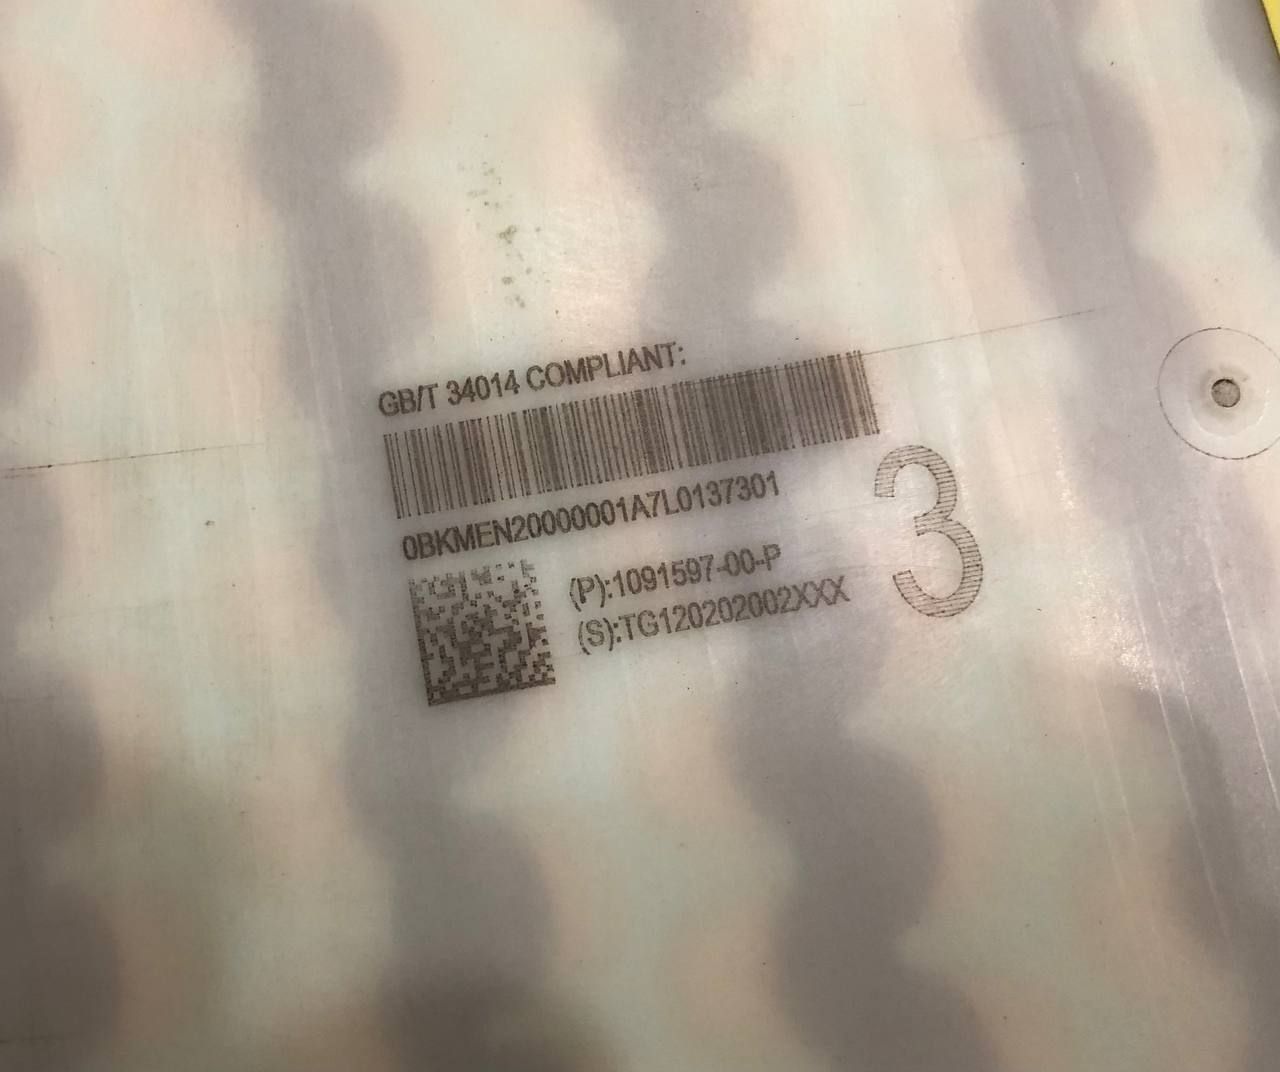 GB/T 34014 COMPLIANT:
0BKMEN20000001A7L0137301
3
(P):1091597-00-P
(S):TG120202002XXX